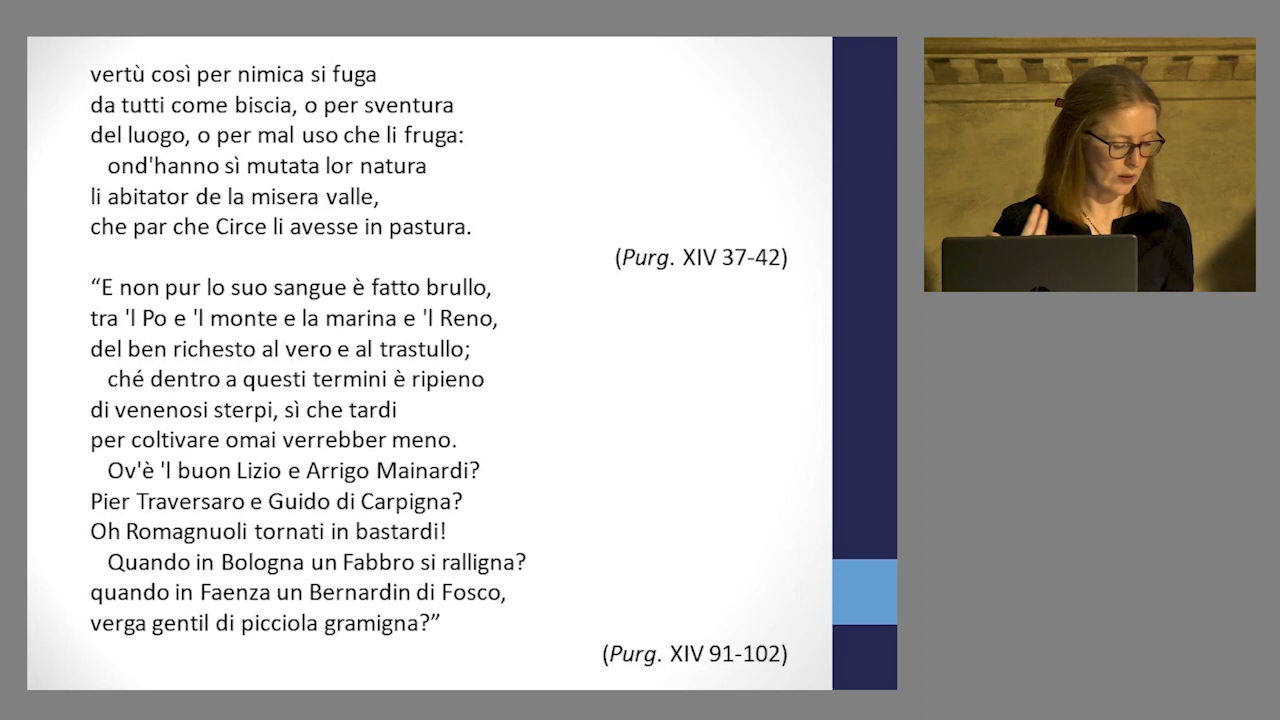 vertù così per nimica si fuga
da tutti come biscia, o per sventura
del luogo, o per mal uso che li fruga:
ond'hanno sì mutata lor natura
li abitator de la misera valle,
che par che Circe li avesse in pastura.
(Purg. XIV 37-42)
“E non pur lo suo sangue è fatto brullo,
tra 'l Po e 'l monte e la marina e 'l Reno,
del ben richesto al vero e al trastullo;
ché dentro a questi termini è ripieno
di venenosi sterpi, sì che tardi
per coltivare omai verrebber meno.
Ov'è 'l buon Lizio e Arrigo Mainardi?
Pier Traversaro e Guido di Carpigna?
Oh Romagnuoli tornati in bastardi!
Quando in Bologna un Fabbro si ralligna?
quando in Faenza un Bernardin di Fosco,
verga gentil di picciola gramigna?”
(Purg. XIV 91-102)